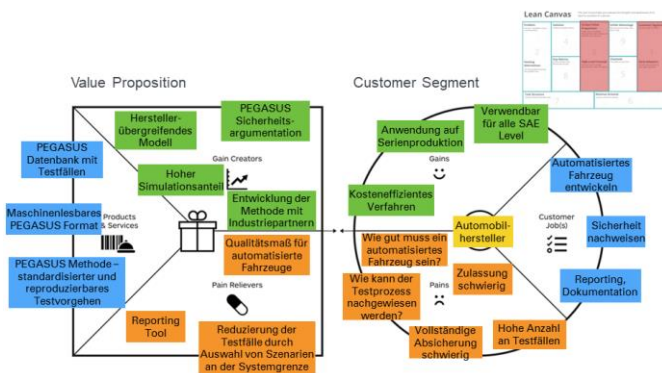 Lean Canvas
Value Proposition
Customer Segment
Hersteller-
übergreifendes
Modell
PEGASUS
Sicherheits-
argumentation
PEGASUS
Datenbank mit
Testfällen
Gain Creators
Hoher
Simulationsanteil
Entwicklung der
Methode mit
Industriepartnern
Maschinenlesbares
PEGASUS Format
Products
& Services
PEGASUS Methode –
standardisierter und
reproduzierbares
Testvorgehen
Qualitätsmaß für
automatisierte
Fahrzeuge
Pain Relievers
Reporting
Tool
Reduzierung der
Testfälle durch
Auswahl von Szenarien
an der Systemgrenze
Verwendbar
für alle SAE
Level
Anwendung auf
Serienproduktion
Gains
Kosteneffizientes
Verfahren
Automatisiertes
Fahrzeug
entwickeln
Automobil-
hersteller
Customer
Job(s)
Sicherheit
nachweisen
Wie gut muss ein
automatisiertes
Fahrzeug sein?
Zulassung
schwierig
Wie kann der
Testprozess
nachgewiesen
werden?
Pains
Reporting,
Dokumentation
Vollständige
Absicherung
schwierig
Hohe Anzahl
an Testfällen